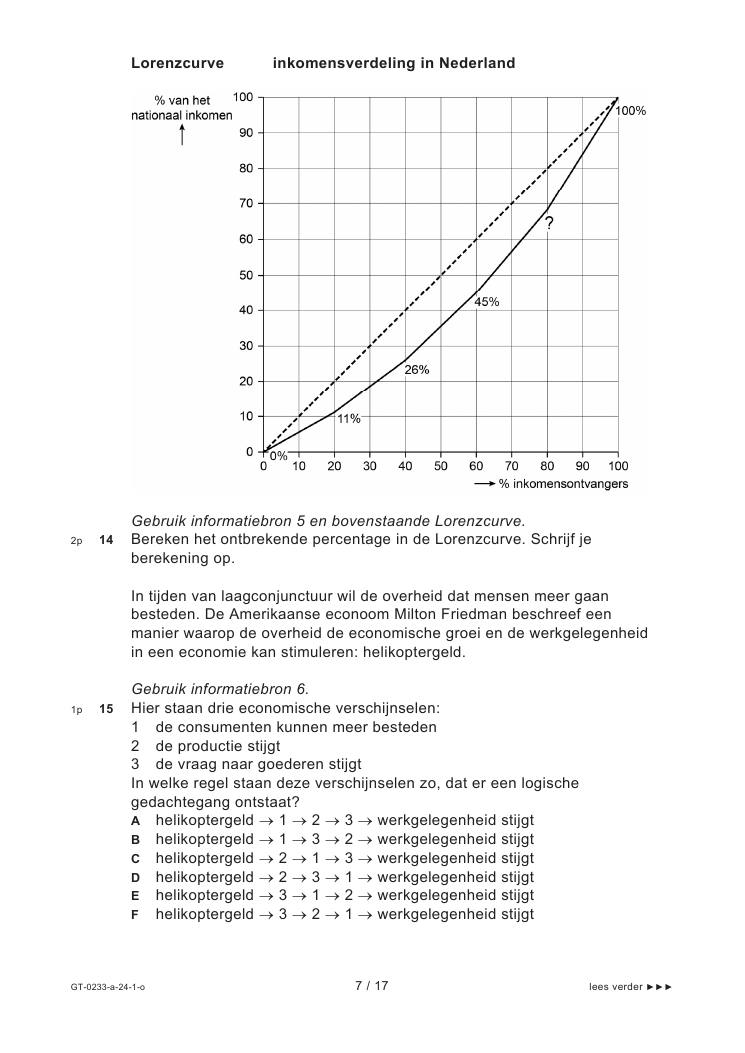 Lorenzcurve inkomensverdeling in Nederland
% van het
nationaal inkomen
100
90
80
70
60
50
40
30
20
10
0
100%
?
45%
26%
11%
0%
0 10 20 30 40 50 60 70 80 90 100
→ % inkomensontvangers
Gebruik informatiebron 5 en bovenstaande Lorenzcurve.
2p 14 Bereken het ontbrekende percentage in de Lorenzcurve. Schrijf je
berekening op.
In tijden van laagconjunctuur wil de overheid dat mensen meer gaan
besteden. De Amerikaanse econoom Milton Friedman beschreef een
manier waarop de overheid de economische groei en de werkgelegenheid
in een economie kan stimuleren: helikoptergeld.
Gebruik informatiebron 6.
1p 15 Hier staan drie economische verschijnselen:
1 de consumenten kunnen meer besteden
2 de productie stijgt
3 de vraag naar goederen stijgt
In welke regel staan deze verschijnselen zo, dat er een logische
gedachtegang ontstaat?
A helikoptergeld → 1 → 2 → 3 → werkgelegenheid stijgt
B helikoptergeld → 1 → 3 → 2 → werkgelegenheid stijgt
C helikoptergeld → 2 → 1 → 3 → werkgelegenheid stijgt
D helikoptergeld → 2 → 3 → 1 → werkgelegenheid stijgt
E helikoptergeld → 3 → 1 → 2 → werkgelegenheid stijgt
F helikoptergeld → 3 → 2 → 1 → werkgelegenheid stijgt
GT-0233-a-24-1-o 7 / 17 lees verder ►►►